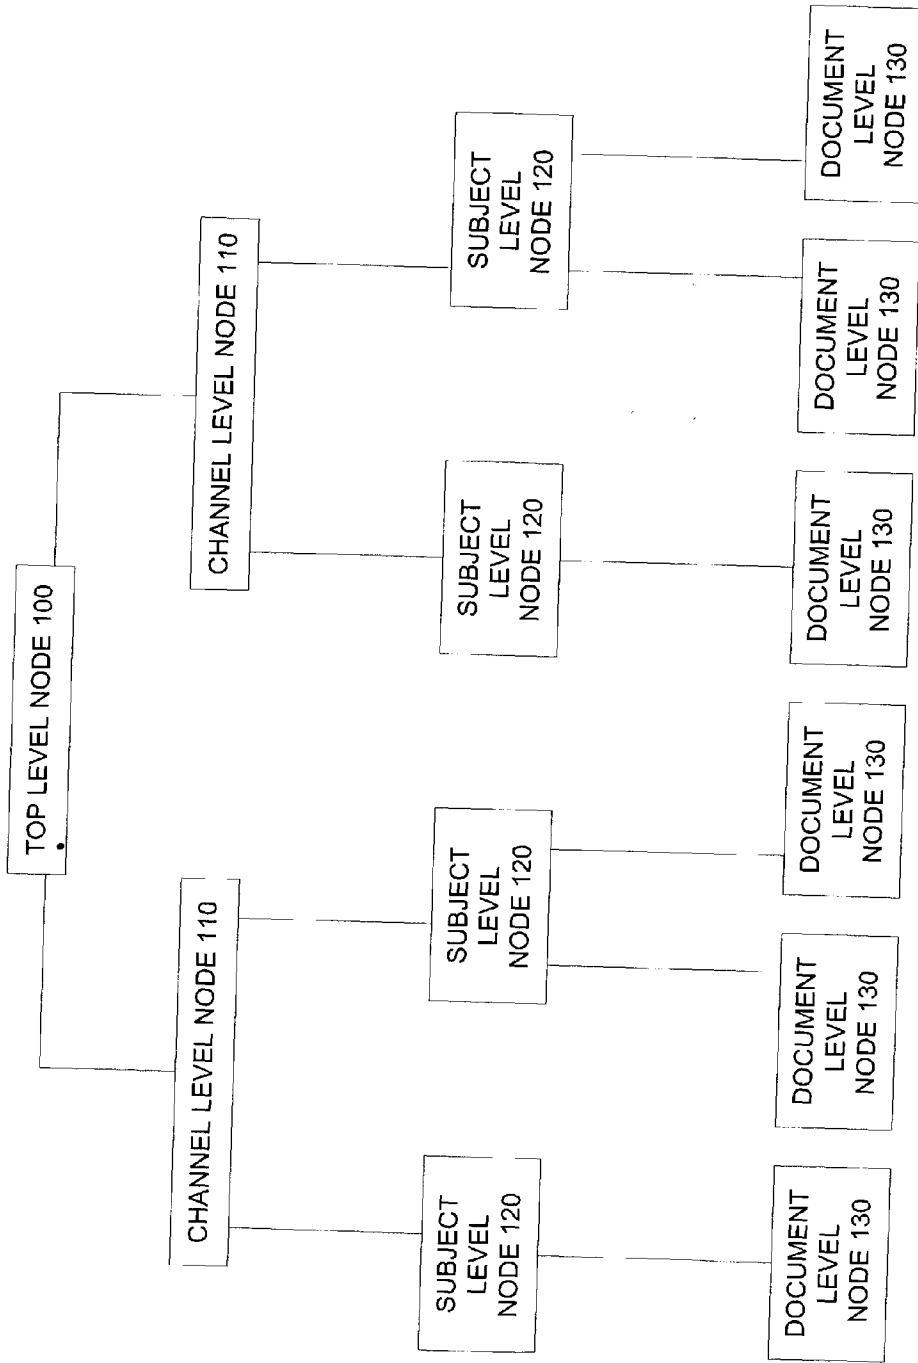 TOP LEVEL NODE 100
CHANNEL LEVEL NODE 110
CHANNEL LEVEL NODE 110
SUBJECT
LEVEL
NODE 120
SUBJECT
LEVEL
NODE 120
SUBJECT
LEVEL
NODE 120
SUBJECT
LEVEL
NODE 120
DOCUMENT
LEVEL
NODE 130
DOCUMENT
LEVEL
NODE 130
DOCUMENT
LEVEL
NODE 130
DOCUMENT
LEVEL
NODE 130
DOCUMENT
LEVEL
NODE 130
DOCUMENT
LEVEL
NODE 130